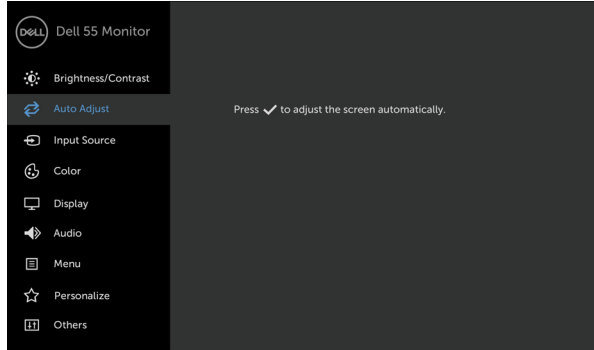 DELL Dell 55 Monitor
Brightness/Contrast
Auto Adjust
Press ✓ to adjust the screen automatically.
Input Source
Color
Display
Audio
Menu
Personalize
Others